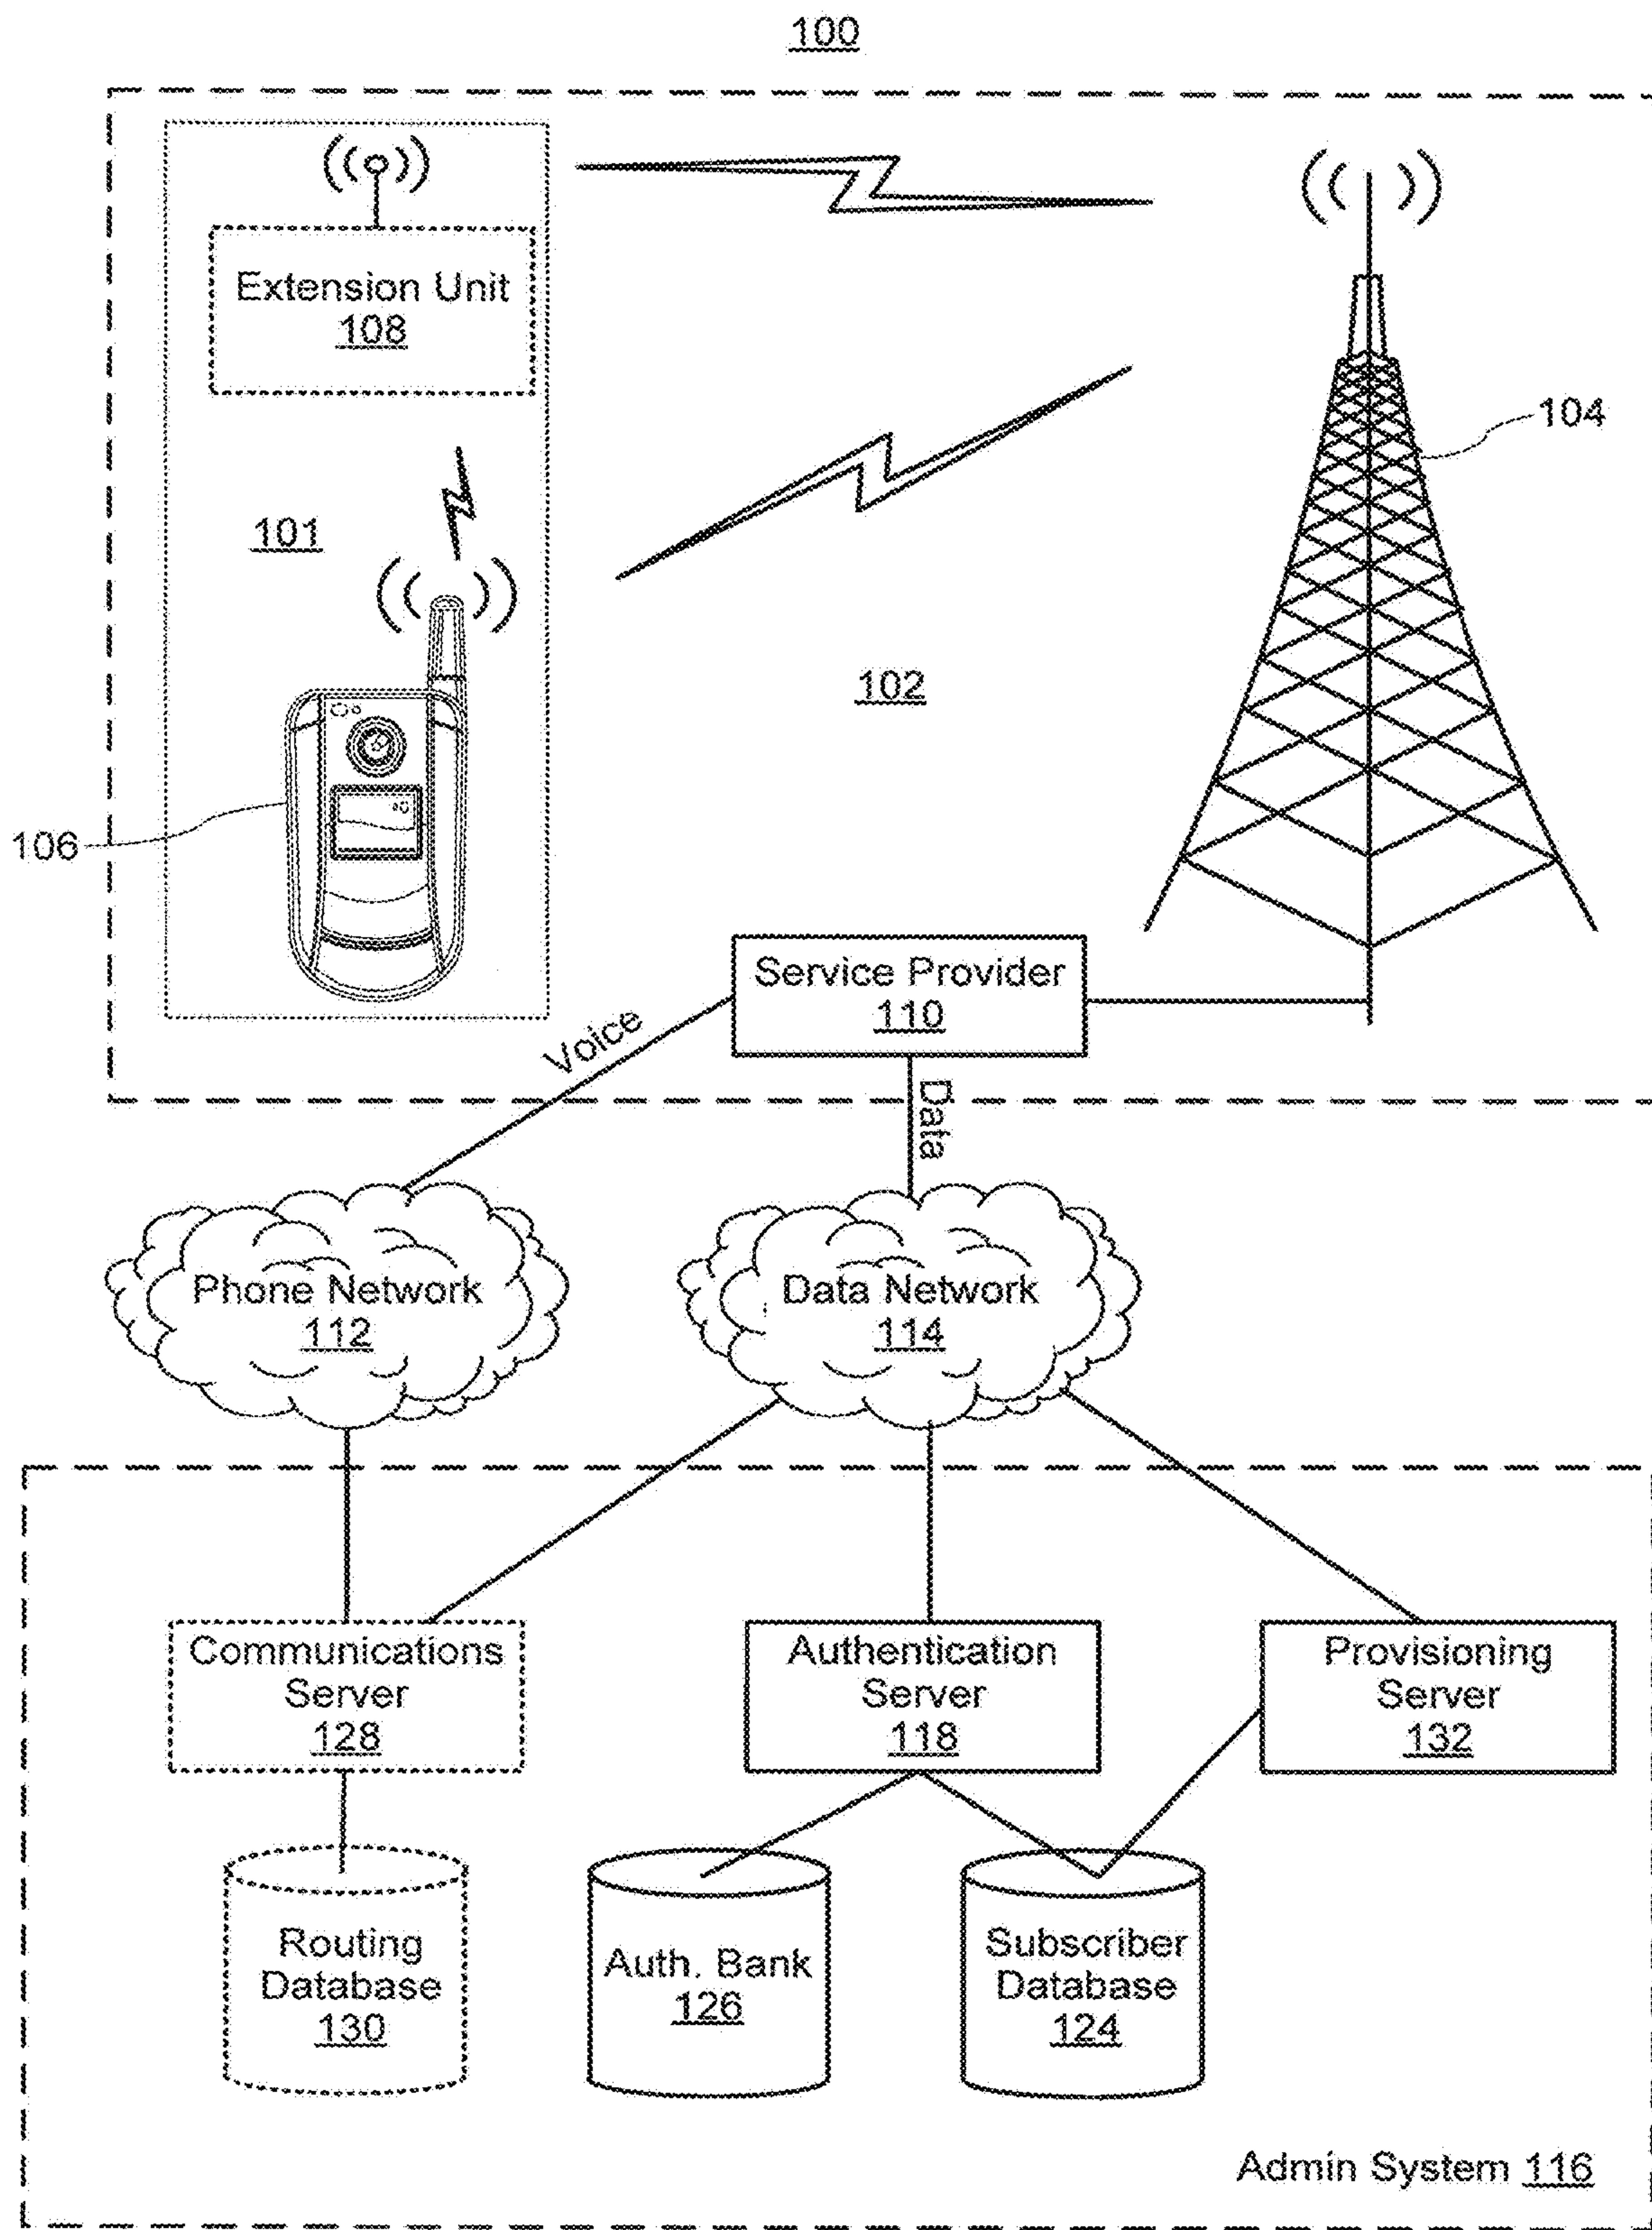 100
Extension Unit
108
104
101
102
106
Service Provider
110
Voice
Data
Phone Network
112
Data Network
114
Communications
Server
128
Authentication
Server
118
Provisioning
Server
132
Routing
Database
130
Auth. Bank
126
Subscriber
Database
124
Admin System 116